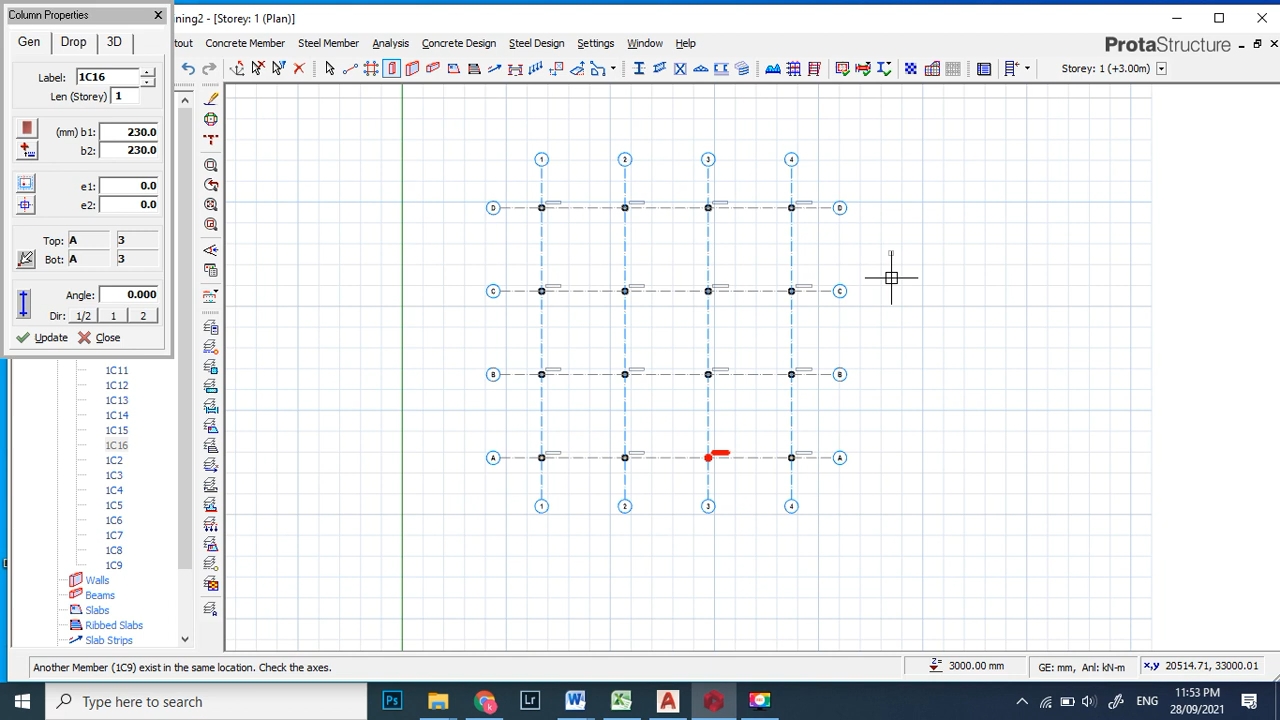 Column Properties
ning2 - [Storey: 1 (Plan)]
Gen Drop 3D
tout Concrete Member Steel Member Analysis Concrete Design Steel Design Settings Window Help
ProtaStructure
Storey: 1 (+3.00m)
Label: 1C16
Len (Storey) 1
(mm) b1: 230.0
b2: 230.0
e1: 0.0
e2: 0.0
Top: A 3
Bot: A 3
Angle: 0.000
Dir: 1/2 1 2
Update Close
1C11
1C12
1C13
1C14
1C15
1C16
1C2
1C3
1C4
1C5
1C6
1C7
1C8
1C9
Walls
Beams
Slabs
Ribbed Slabs
Slab Strips
1 2 3 4
D D
C C
B B
A A
1 2 3 4
Another Member (1C9) exist in the same location. Check the axes.
Z= 3000.00 mm
GE: mm, Anl: kN-m
x,y 20514.71, 33000.01
Type here to search
Ps
Lr
ENG
11:53 PM
28/09/2021